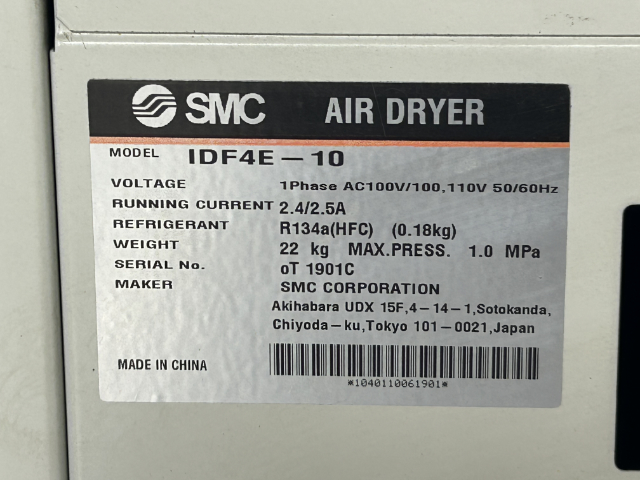 SMC AIR DRYER
MODEL IDF4E-10
VOLTAGE 1Phase AC100V/100,110V 50/60Hz
RUNNING CURRENT 2.4/2.5A
REFRIGERANT R134a(HFC) (0.18kg)
WEIGHT 22 kg MAX.PRESS. 1.0 MPa
SERIAL No. oT 1901C
MAKER SMC CORPORATION
Akihabara UDX 15F,4-14-1,Sotokanda,
Chiyoda-ku,Tokyo 101-0021,Japan
MADE IN CHINA
*1040110061901*